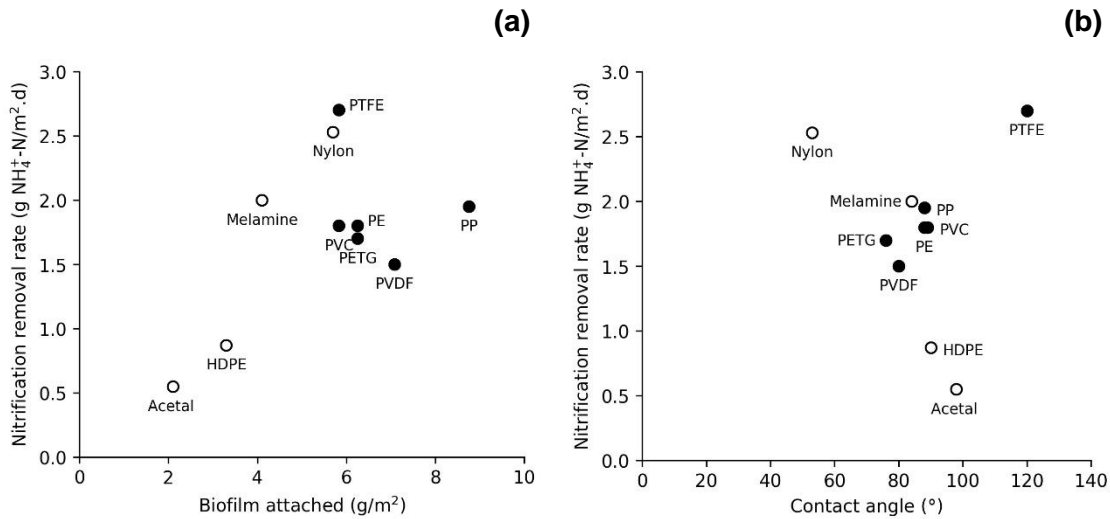 (a)
Nitrification removal rate (g NH₄⁺-N/m².d)
3.0
2.5
2.0
1.5
1.0
0.5
0.0
PTFE
Nylon
Melamine
PE
PP
PVC
PETG
PVDF
HDPE
Acetal
0 2 4 6 8 10
Biofilm attached (g/m²)
(b)
Nitrification removal rate (g NH₄⁺-N/m².d)
3.0
2.5
2.0
1.5
1.0
0.5
0.0
PTFE
Nylon
Melamine
PP
PVC
PETG
PE
PVDF
HDPE
Acetal
0 20 40 60 80 100 120 140
Contact angle (°)